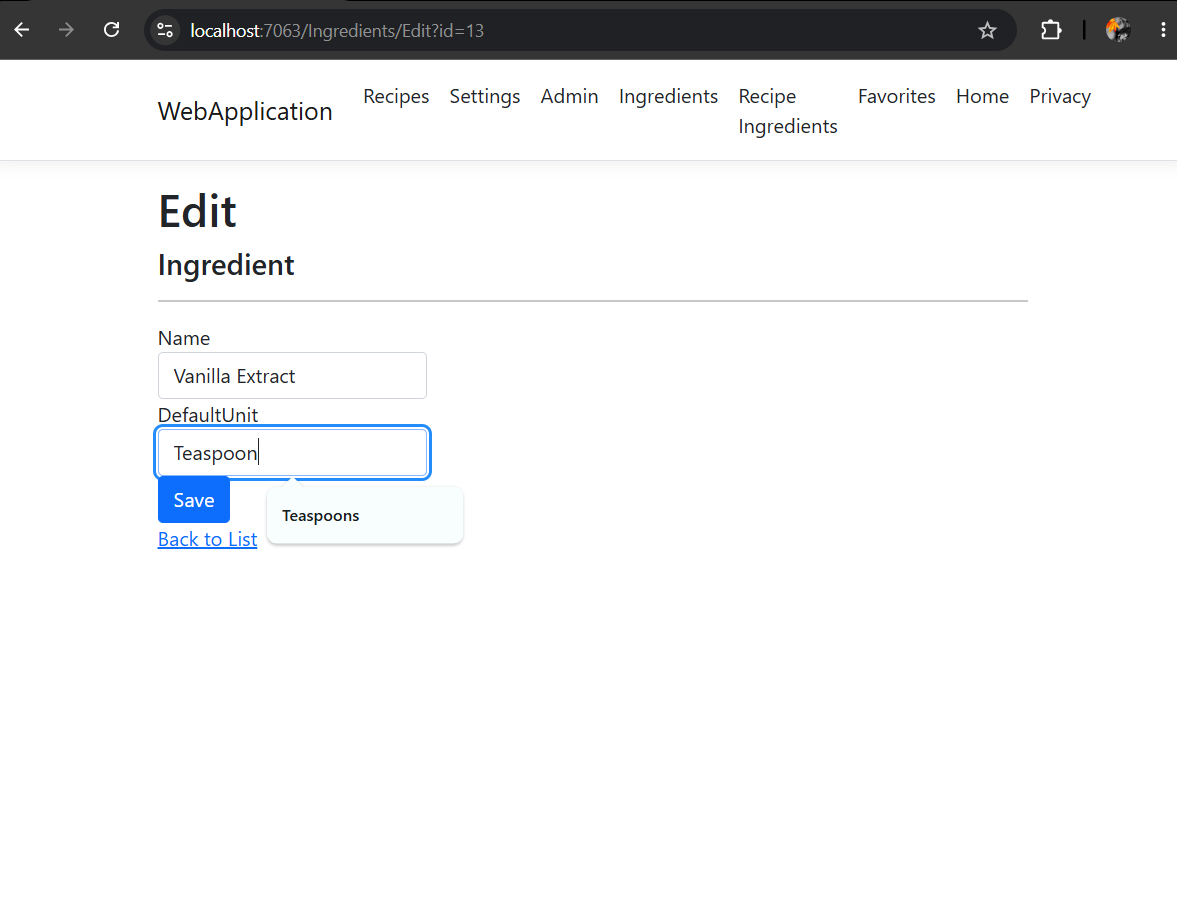 localhost:7063/Ingredients/Edit?id=13
WebApplication
Recipes Settings Admin Ingredients Recipe Ingredients Favorites Home Privacy
Edit
Ingredient
Name
Vanilla Extract
DefaultUnit
Teaspoon
Save
Teaspoons
Back to List